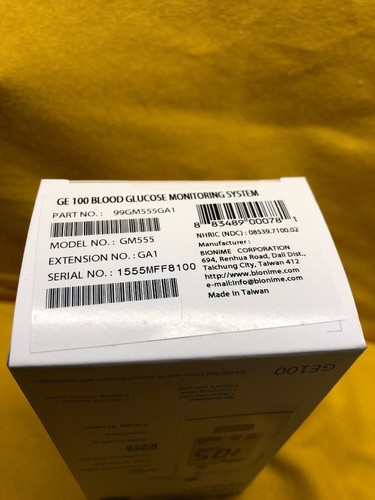 GE 100 BLOOD GLUCOSE MONITORING SYSTEM
PART NO.: 99GM555GA1
MODEL NO.: GM555
EXTENSION NO.: GA1
SERIAL NO.: 1555MFF8100
8 83489 00078 1
NHRIC (NDC) : 08539.7100.02
Manufacturer :
BIONIME CORPORATION
694, Renhua Road, Dali Dist.,
Taichung City, Taiwan 412
http://www.bionime.com
e-mail:info@bionime.com
Made in Taiwan
GE100